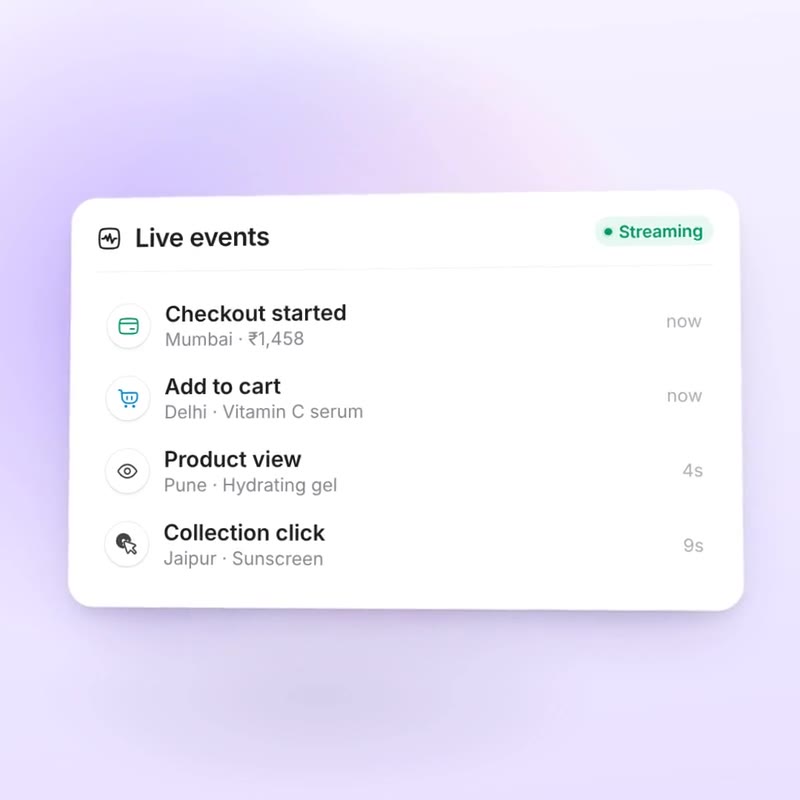 Live events
Streaming
Checkout started
now
Mumbai · ₹1,458
Add to cart
now
Delhi · Vitamin C serum
Product view
4s
Pune · Hydrating gel
Collection click
9s
Jaipur · Sunscreen